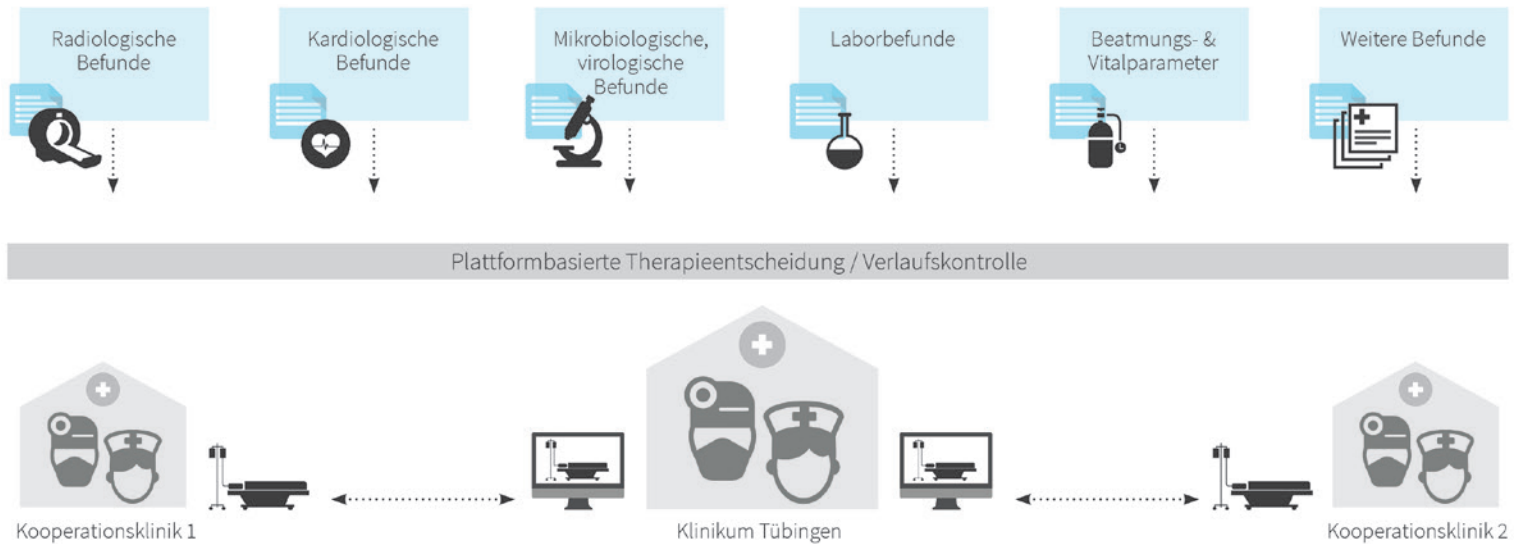 Radiologische
Befunde
Kardiologische
Befunde
Mikrobiologische,
virologische
Befunde
Laborbefunde
Beatmungs- &
Vitalparameter
Weitere Befunde
Plattformbasierte Therapieentscheidung / Verlaufskontrolle
Kooperationsklinik 1
Klinikum Tübingen
Kooperationsklinik 2